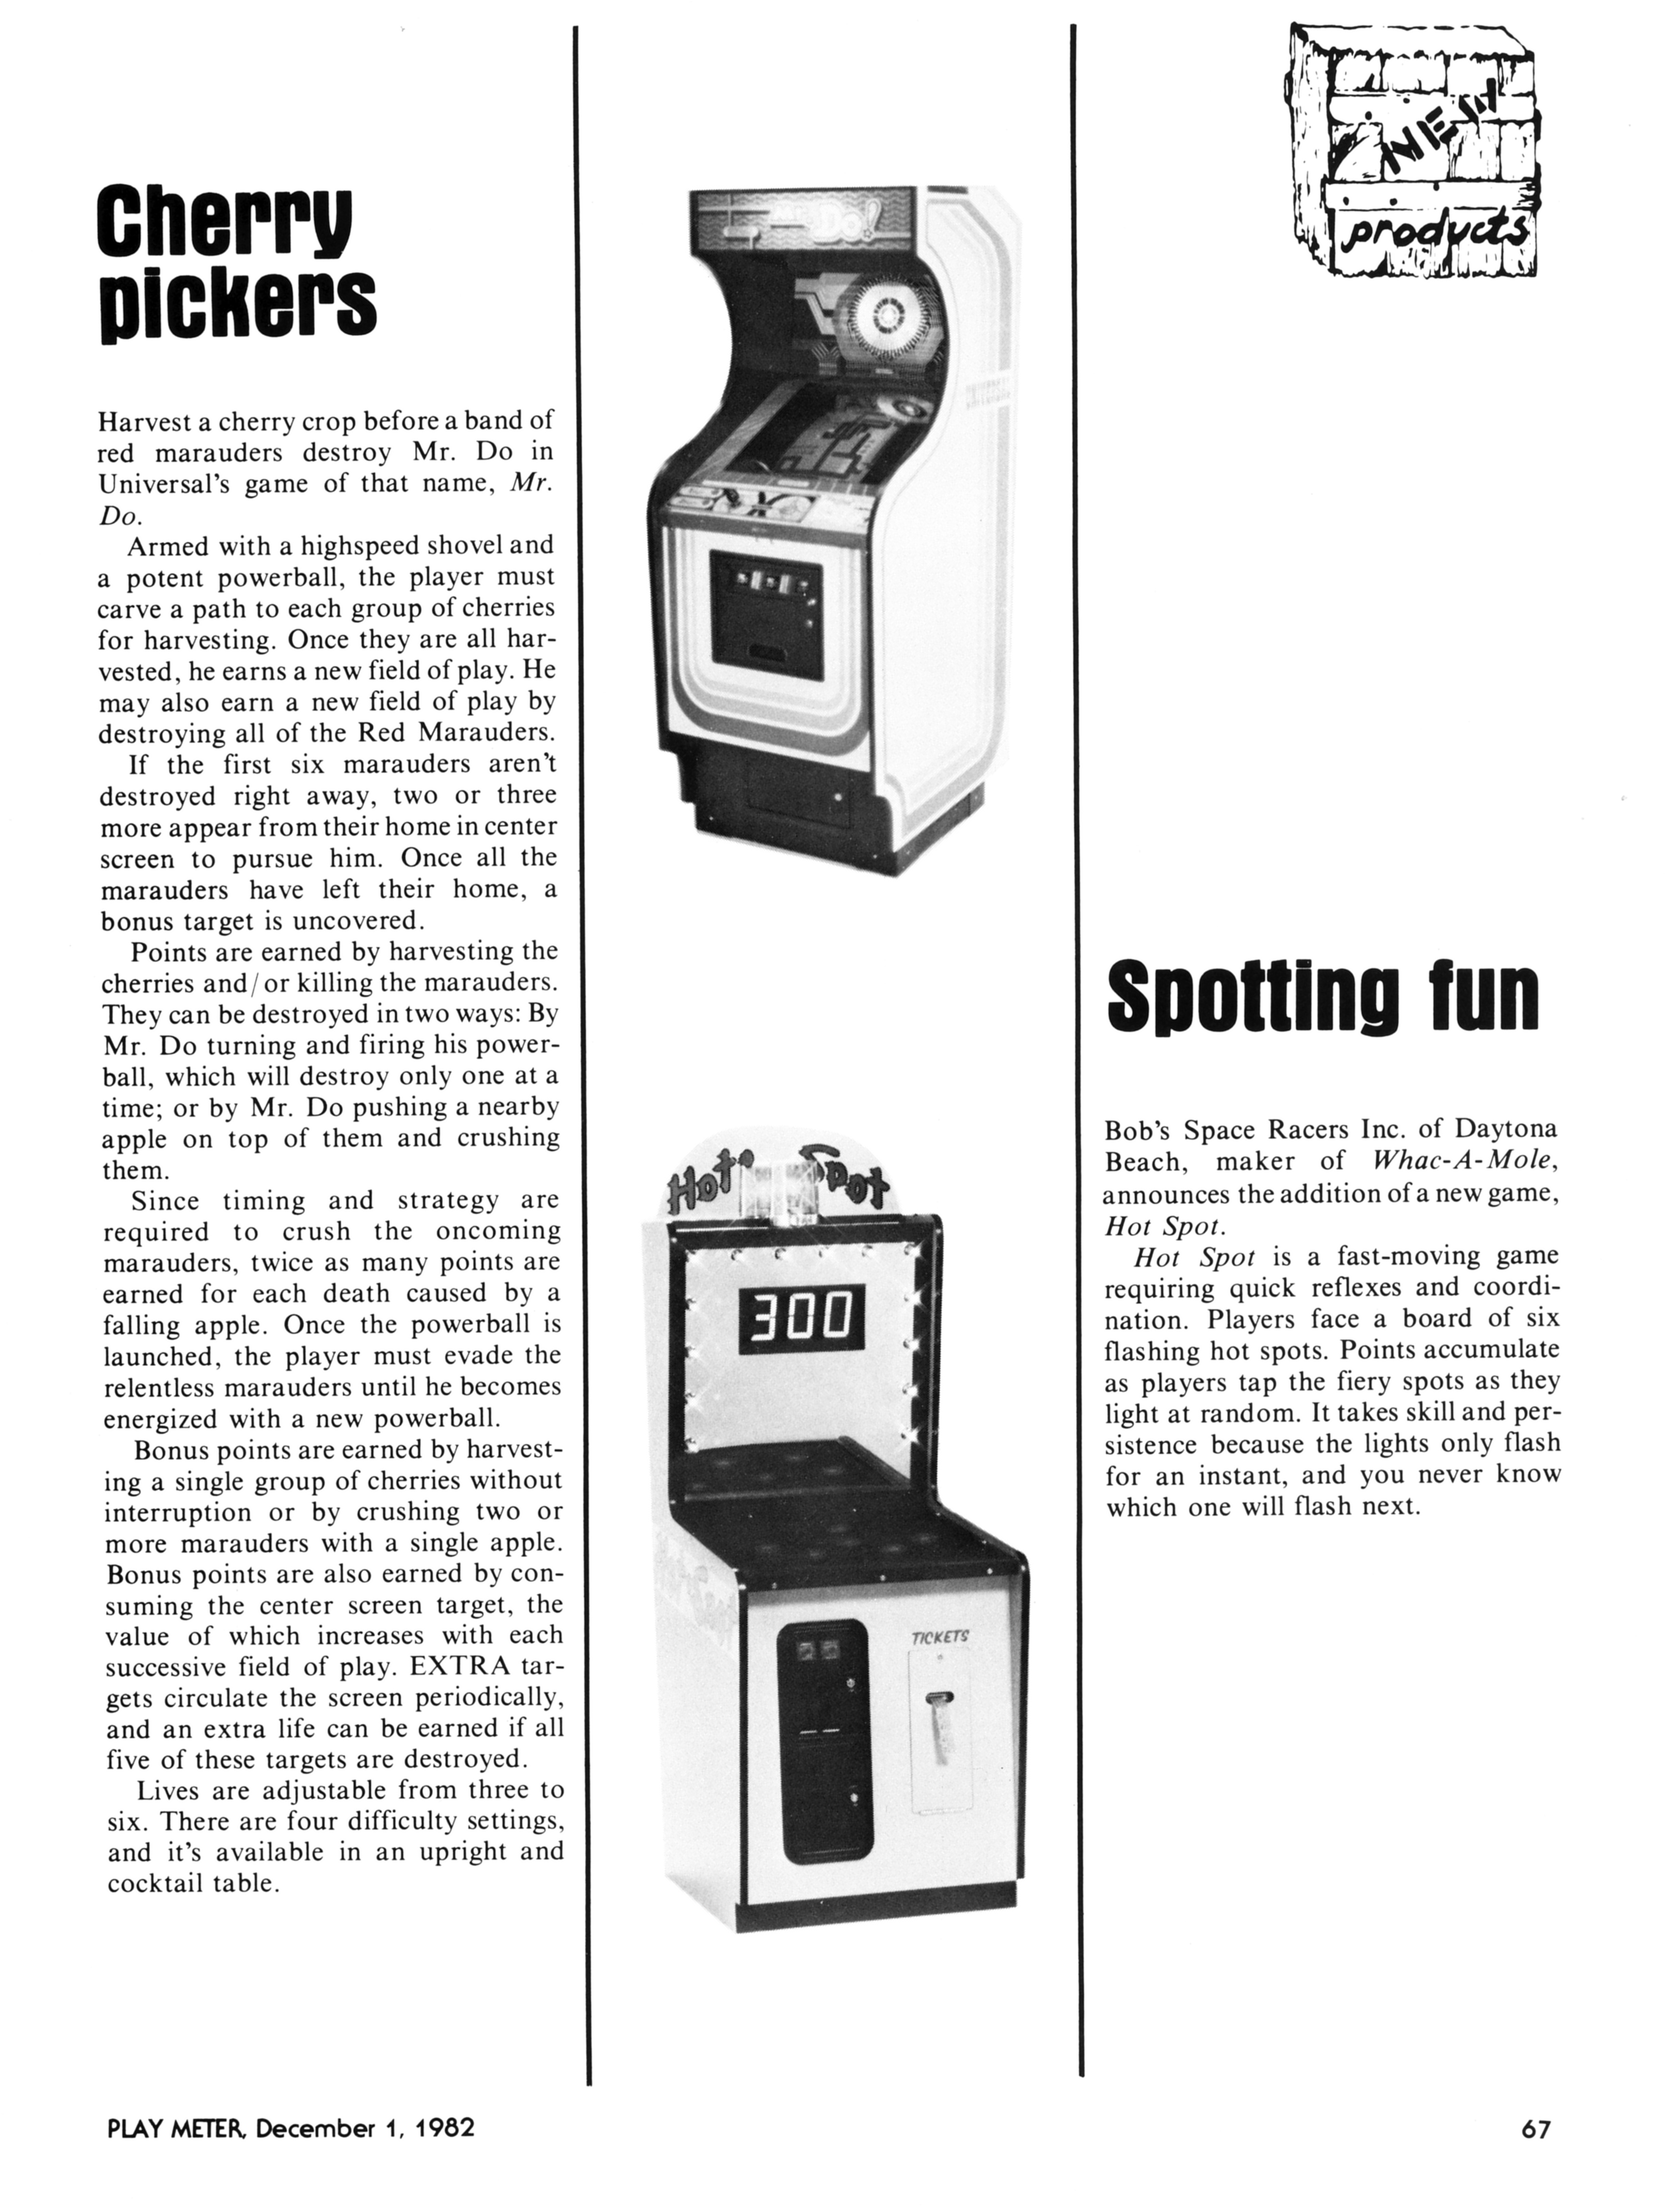 Cherry
pickers
Harvest a cherry crop before a band of
red marauders destroy Mr. Do in
Universal's game of that name, Mr.
Do.
Armed with a highspeed shovel and
a potent powerball, the player must
carve a path to each group of cherries
for harvesting. Once they are all har-
vested, he earns a new field of play. He
may also earn a new field of play by
destroying all of the Red Marauders.
If the first six marauders aren't
destroyed right away, two or three
more appear from their home in center
screen to pursue him. Once all the
marauders have left their home, a
bonus target is uncovered.
Points are earned by harvesting the
cherries and/or killing the marauders.
They can be destroyed in two ways: By
Mr. Do turning and firing his power-
ball, which will destroy only one at a
time; or by Mr. Do pushing a nearby
apple on top of them and crushing
them.
Since timing and strategy are
required to crush the oncoming
marauders, twice as many points are
earned for each death caused by a
falling apple. Once the powerball is
launched, the player must evade the
relentless marauders until he becomes
energized with a new powerball.
Bonus points are earned by harvest-
ing a single group of cherries without
interruption or by crushing two or
more marauders with a single apple.
Bonus points are also earned by con-
suming the center screen target, the
value of which increases with each
successive field of play. EXTRA tar-
gets circulate the screen periodically,
and an extra life can be earned if all
five of these targets are destroyed.
Lives are adjustable from three to
six. There are four difficulty settings,
and it's available in an upright and
cocktail table.
Mr. Do!
Hot Spot
300
TICKETS
NEW
products
Spotting fun
Bob's Space Racers Inc. of Daytona
Beach, maker of Whac-A-Mole,
announces the addition of a new game,
Hot Spot.
Hot Spot is a fast-moving game
requiring quick reflexes and coordi-
nation. Players face a board of six
flashing hot spots. Points accumulate
as players tap the fiery spots as they
light at random. It takes skill and per-
sistence because the lights only flash
for an instant, and you never know
which one will flash next.
PLAY METER, December 1, 1982
67